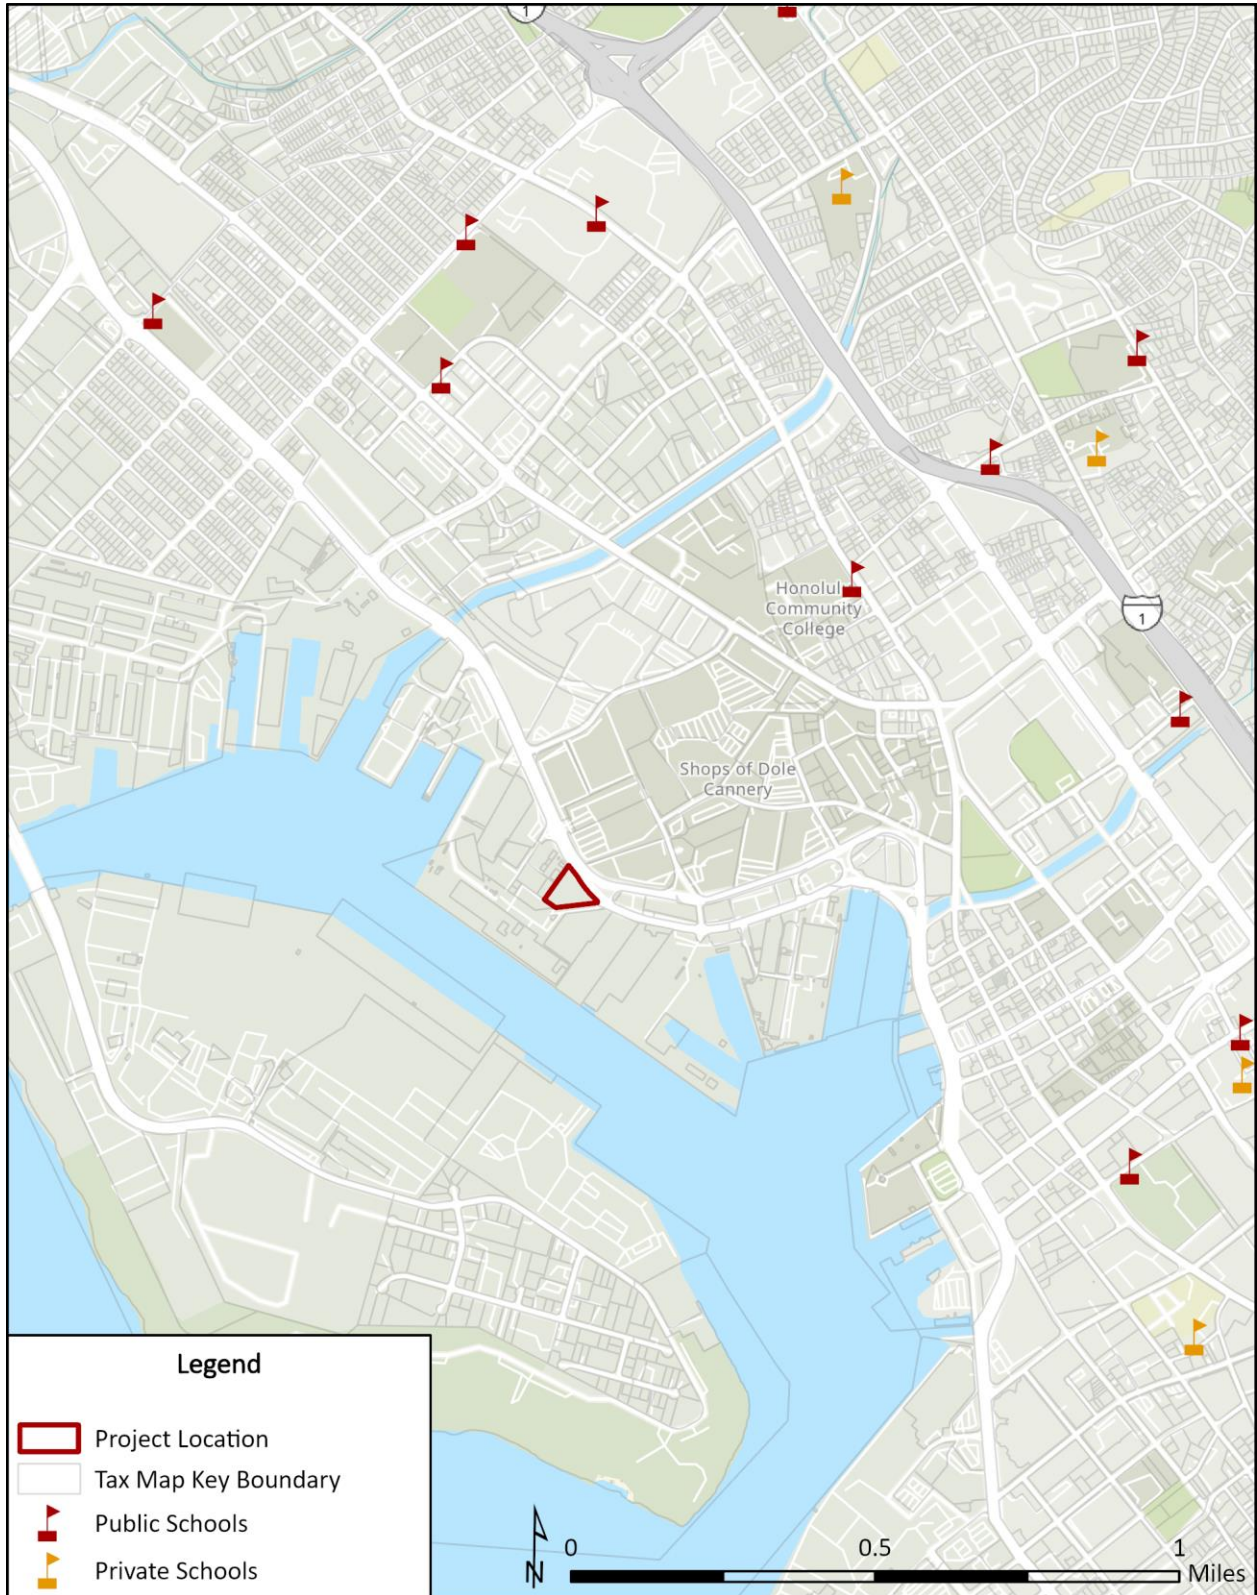 1
Honolulu
Community
College
1
Shops of Dole
Cannery
Legend
Project Location
Tax Map Key Boundary
Public Schools
Private Schools
N
0 0.5 1
Miles